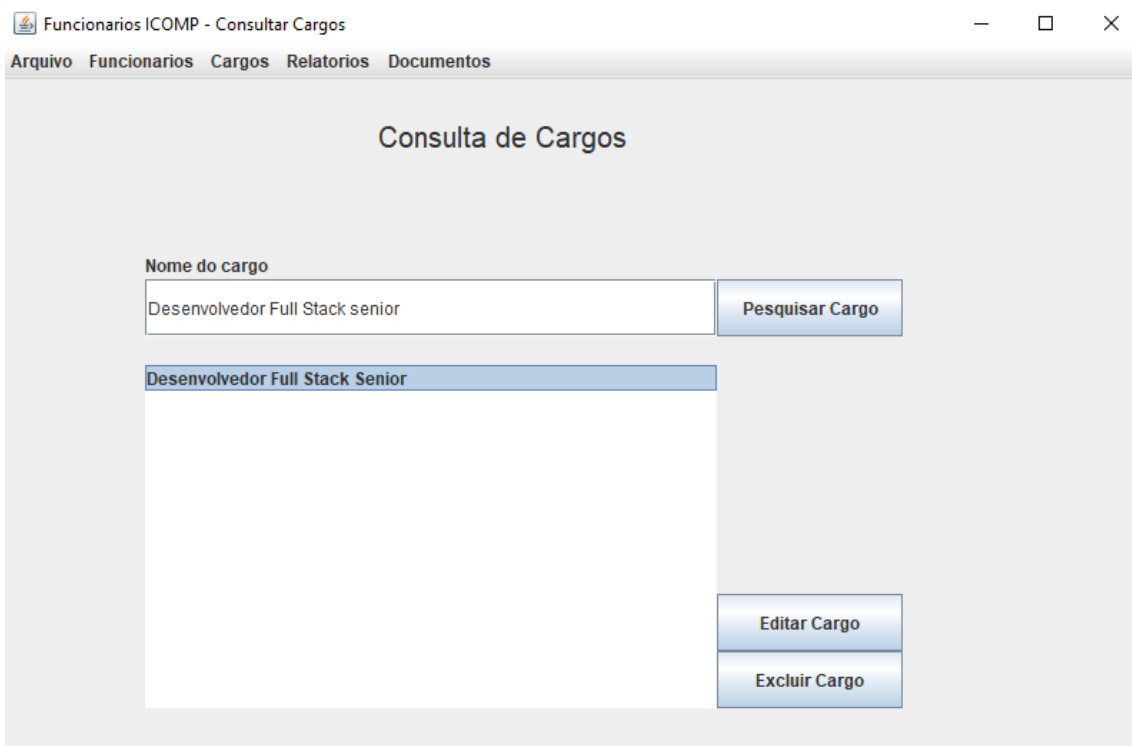 Funcionarios ICOMP - Consultar Cargos
Arquivo Funcionarios Cargos Relatorios Documentos
Consulta de Cargos
Nome do cargo
Desenvolvedor Full Stack senior
Pesquisar Cargo
Desenvolvedor Full Stack Senior
Editar Cargo
Excluir Cargo